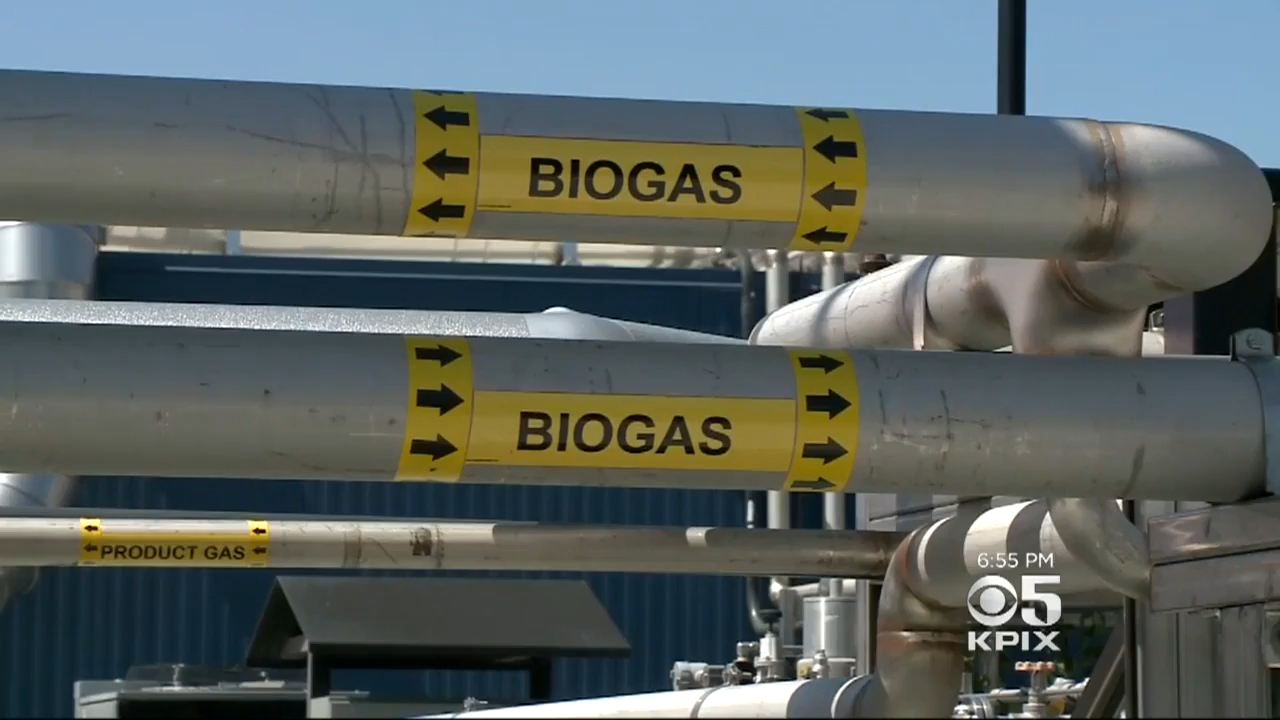 BIOGAS
BIOGAS
PRODUCT GAS
6:55 PM
5
KPIX